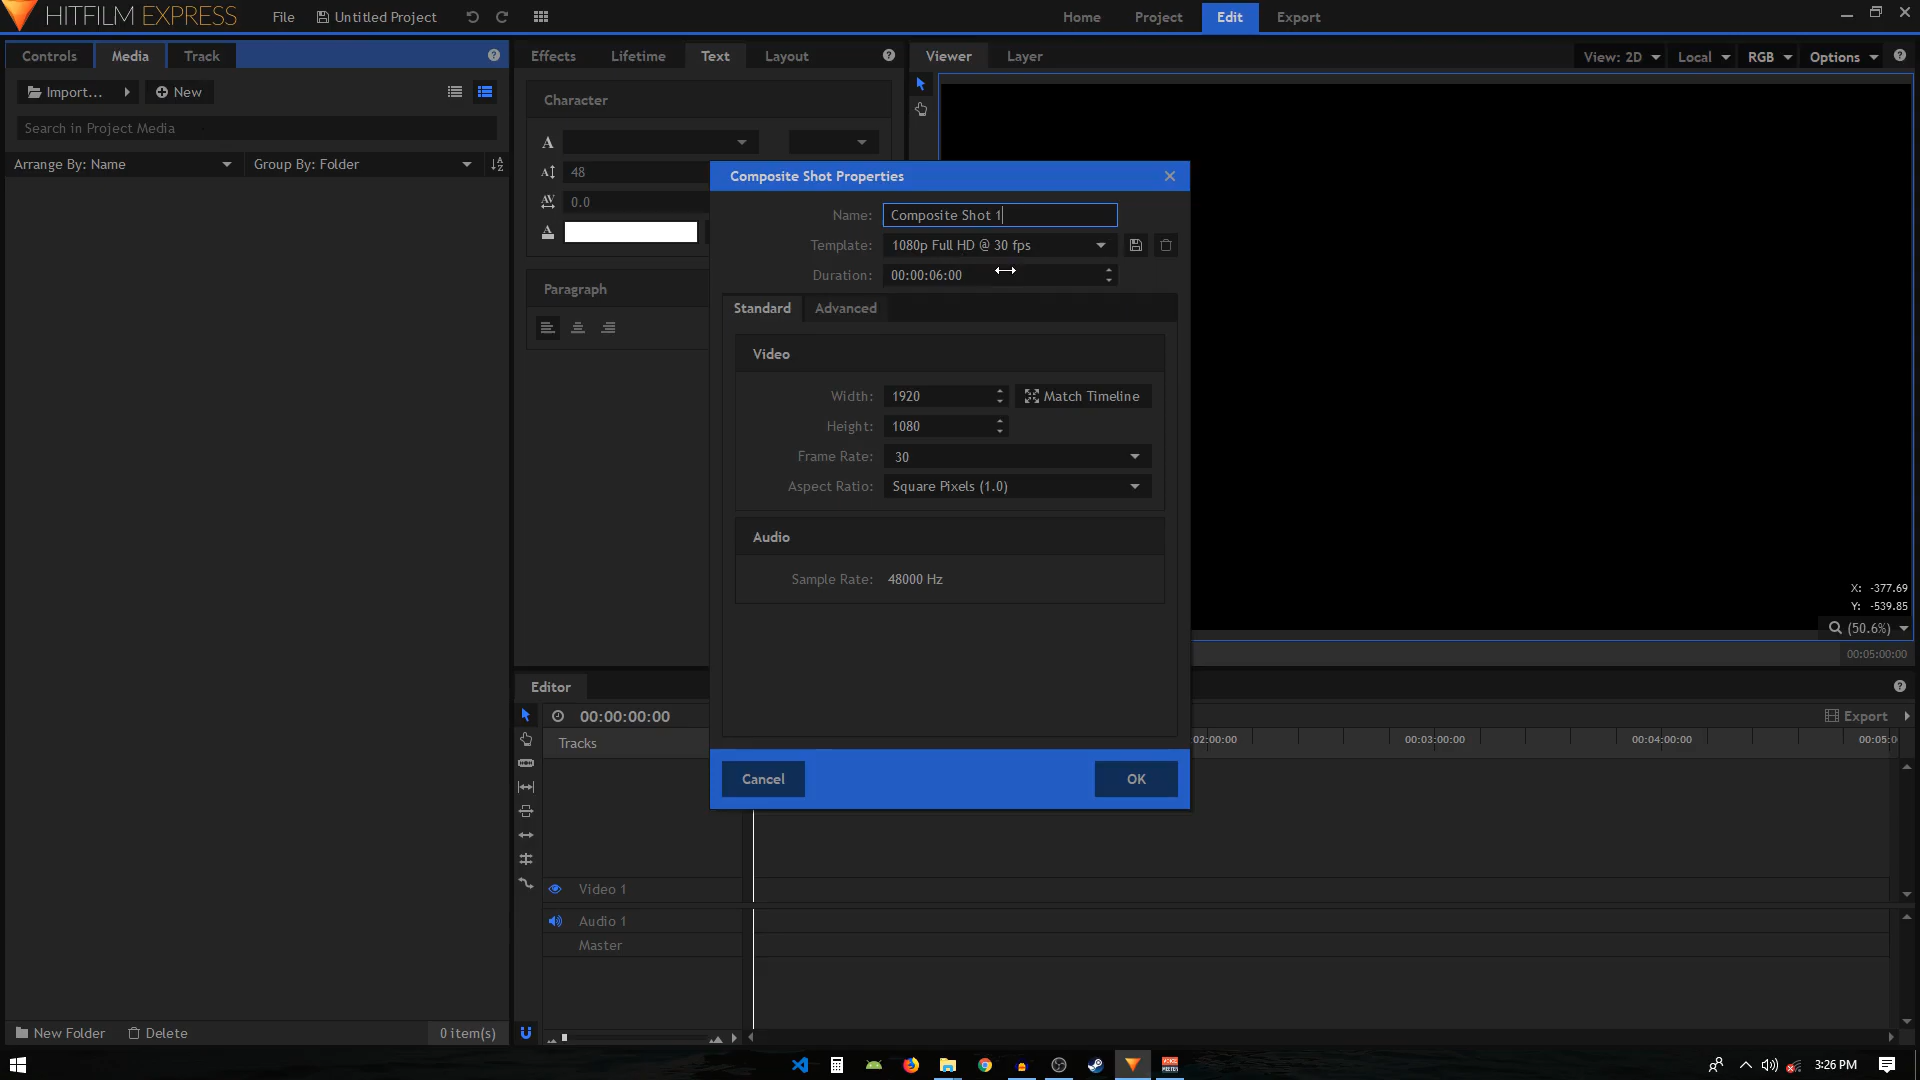 HITFILM EXPRESS
File
Untitled Project
Home
Project
Edit
Export
Controls
Media
Track
Effects
Lifetime
Text
Layout
Viewer
Layer
View: 2D
Local
RGB
Options
Import...
New
Search in Project Media
Arrange By: Name
Group By: Folder
Character
48
0.0
Paragraph
Composite Shot Properties
Name: Composite Shot 1
Template: 1080p Full HD @ 30 fps
Duration: 00:00:06:00
Standard
Advanced
Video
Width: 1920
Match Timeline
Height: 1080
Frame Rate: 30
Aspect Ratio: Square Pixels (1.0)
Audio
Sample Rate: 48000 Hz
Cancel
OK
X: -377.69
Y: -539.85
(50.6%)
00:05:00:00
Editor
00:00:00:00
Export
Tracks
02:00:00
00:03:00:00
00:04:00:00
00:05:0
Video 1
Audio 1
Master
New Folder
Delete
0 item(s)
3:26 PM